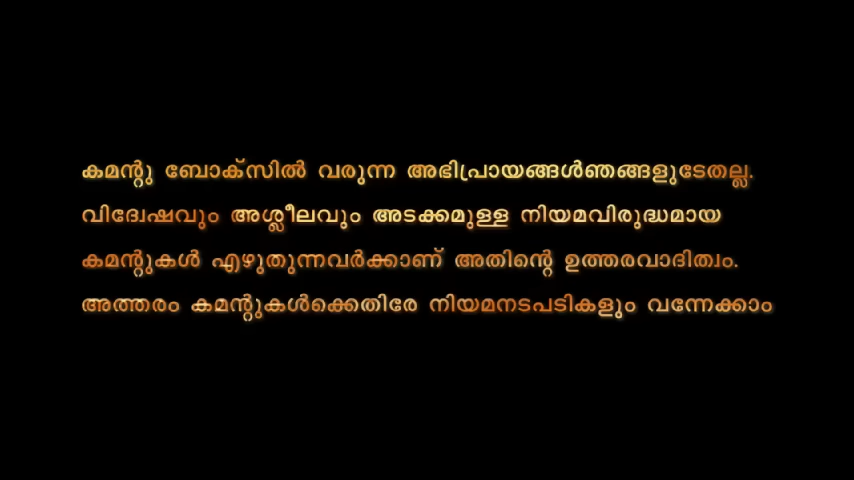 കമന്റു ബോക്സിൽ വരുന്ന അഭിപ്രായങ്ങൾഞങ്ങളുടേതല്ല.
വിദ്വേഷവും അശ്ലീലവും അടക്കമുള്ള നിയമവിരുദ്ധമായ
കമന്റുകൾ എഴുതുന്നവർക്കാണ് അതിന്റെ ഉത്തരവാദിത്വം.
അത്തരം കമന്റുകൾക്കെതിരേ നിയമനടപടികളും വന്നേക്കാം